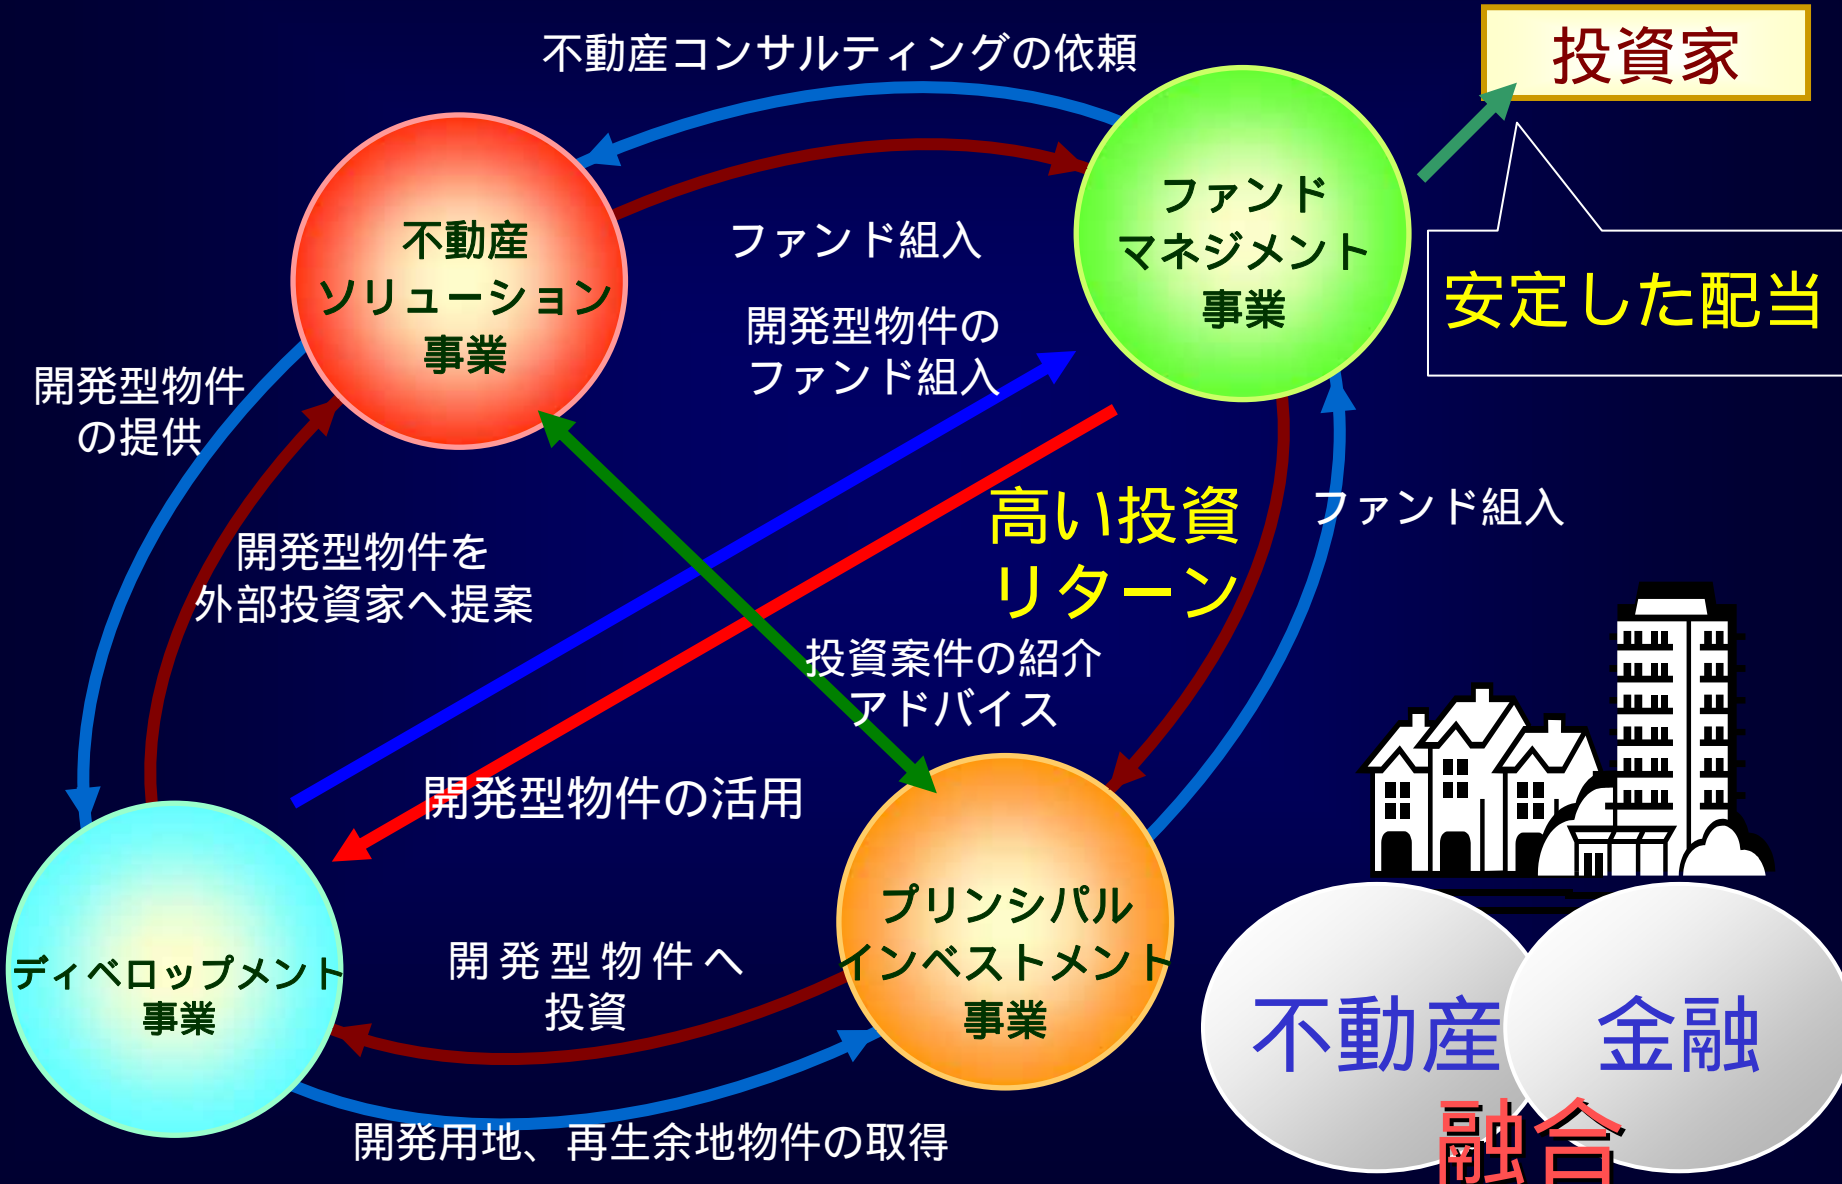 不動産コンサルティングの依頼
投資家
不動産
ソリューション
事業
ファンド
マネジメント
事業
ファンド組入
安定した配当
開発型物件の
ファンド組入
開発型物件
の提供
高い投資
リターン
ファンド組入
開発型物件を
外部投資家へ提案
投資案件の紹介
アドバイス
開発型物件の活用
プリンシパル
インベストメント
事業
ディベロップメント
事業
開発型物件へ
投資
不動産
金融
融合
開発用地、再生余地物件の取得